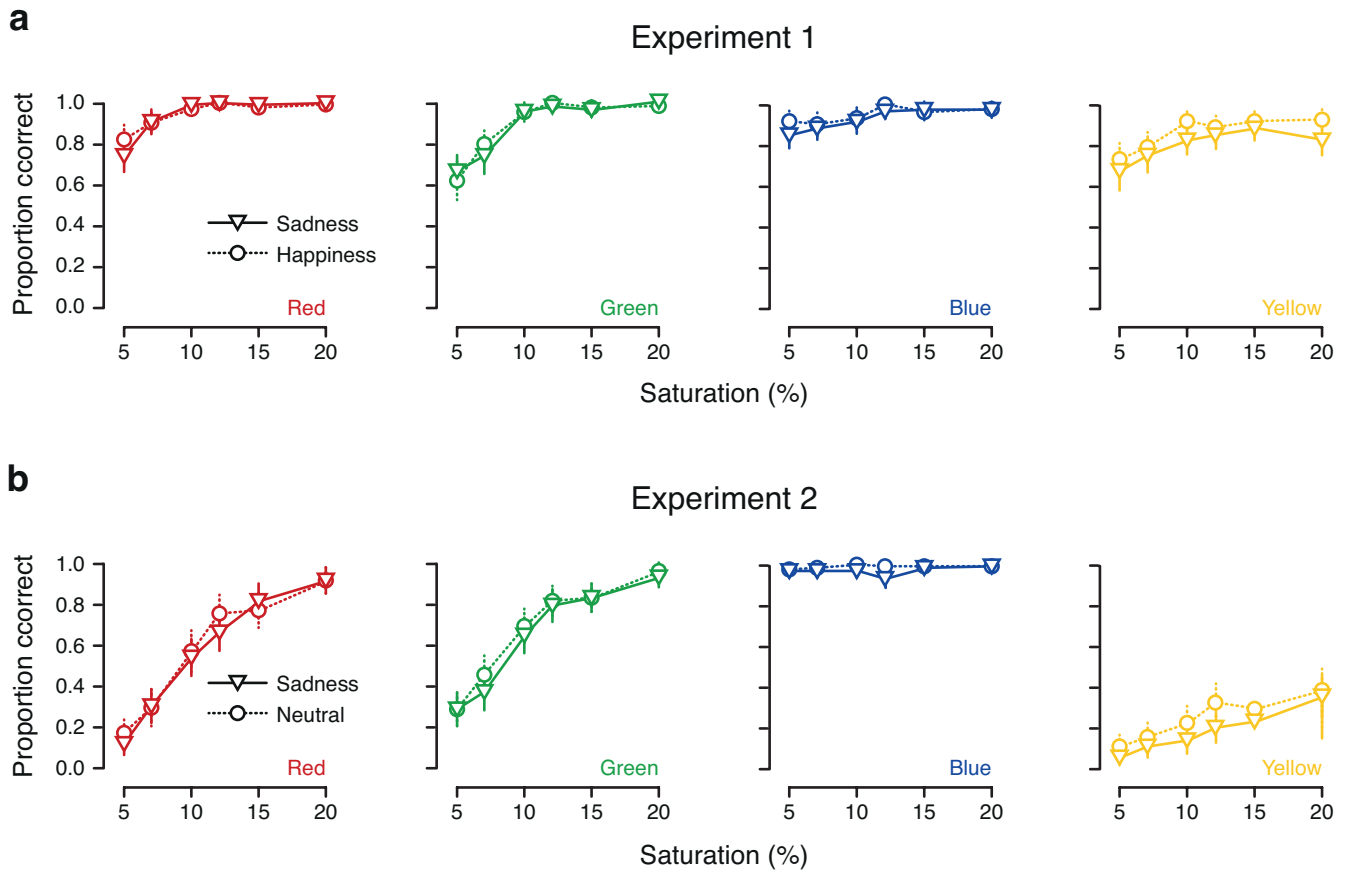 a
Experiment 1
Proportion ccorrect
1.0
0.8
0.6
0.4
0.2
0.0
Sadness
Happiness
Red
Green
Blue
Yellow
5 10 15 20
5 10 15 20
5 10 15 20
5 10 15 20
Saturation (%)
b
Experiment 2
Proportion ccorrect
1.0
0.8
0.6
0.4
0.2
0.0
Sadness
Neutral
Red
Green
Blue
Yellow
5 10 15 20
5 10 15 20
5 10 15 20
5 10 15 20
Saturation (%)